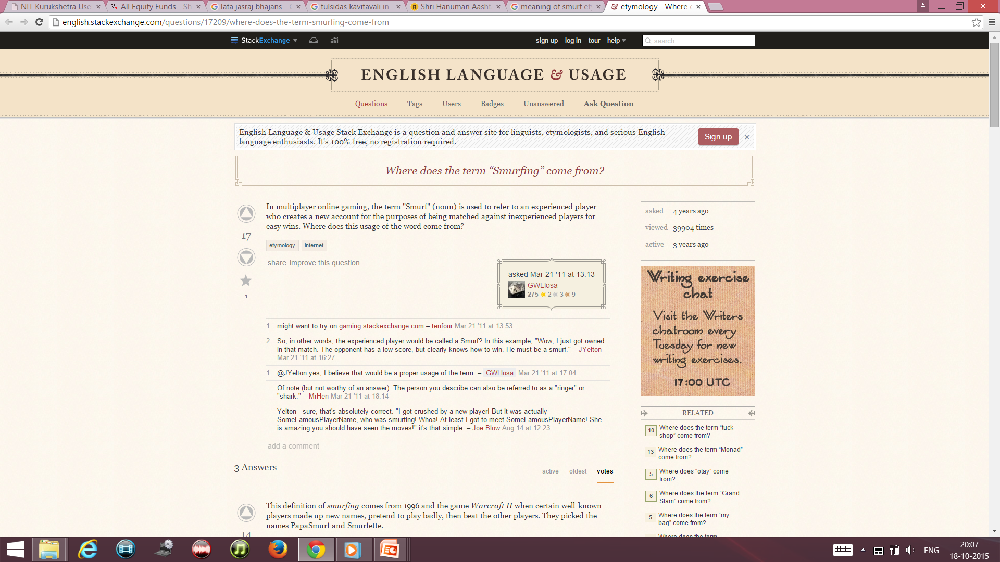 NIT Kurukshetra User
All Equity Funds - Sh
lata jasraj bhajans - G
tulsidas kavitavali in
Shri Hanuman Aasht
meaning of smurf et
etymology - Where
english.stackexchange.com/questions/17209/where-does-the-term-smurfing-come-from
StackExchange
sign up log in tour help
search
ENGLISH LANGUAGE & USAGE
Questions Tags Users Badges Unanswered Ask Question
English Language & Usage Stack Exchange is a question and answer site for linguists, etymologists, and serious English
language enthusiasts. It's 100% free, no registration required.
Sign up ×
Where does the term “Smurfing” come from?
In multiplayer online gaming, the term "Smurf" (noun) is used to refer to an experienced player
who creates a new account for the purposes of being matched against inexperienced players for
easy wins. Where does this usage of the word come from?
17
1
etymology internet
share improve this question
asked Mar 21 '11 at 13:13
GWLlosa
275 2 3 9
1 might want to try on gaming.stackexchange.com – tenfour Mar 21 '11 at 13:53
2 So, in other words, the experienced player would be called a Smurf? In this example, "Wow, I just got owned
in that match. The opponent has a low score, but clearly knows how to win. He must be a smurf." – JYelton
Mar 21 '11 at 16:27
1 @JYelton yes, I believe that would be a proper usage of the term. – GWLlosa Mar 21 '11 at 17:04
Of note (but not worthy of an answer): The person you describe can also be referred to as a "ringer" or
"shark." – MrHen Mar 21 '11 at 18:14
Yelton - sure, that's absolutely correct. "I got crushed by a new player! But it was actually
SomeFamousPlayerName, who was smurfing! Whoa! At least I got to meet SomeFamousPlayerName! She
is amazing you should have seen the moves!" it's that simple. – Joe Blow Aug 14 at 12:23
add a comment
3 Answers
active oldest votes
This definition of smurfing comes from 1996 and the game Warcraft II when certain well-known
players made up new names, pretend to play badly, then beat the other players. They picked the
names PapaSmurf and Smurfette.
14
asked 4 years ago
viewed 39904 times
active 3 years ago
Writing exercise
chat
Visit the Writers
chatroom every
Tuesday for new
writing exercises.
17:00 UTC
RELATED
10 Where does the term “tuck
shop” come from?
13 Where does the term “Monad”
come from?
5 Where does “otay” come
from?
6 Where does the term “Grand
Slam” come from?
5 Where does the term “my
bag” come from?
Where does the term
ENG
20:07
18-10-2015